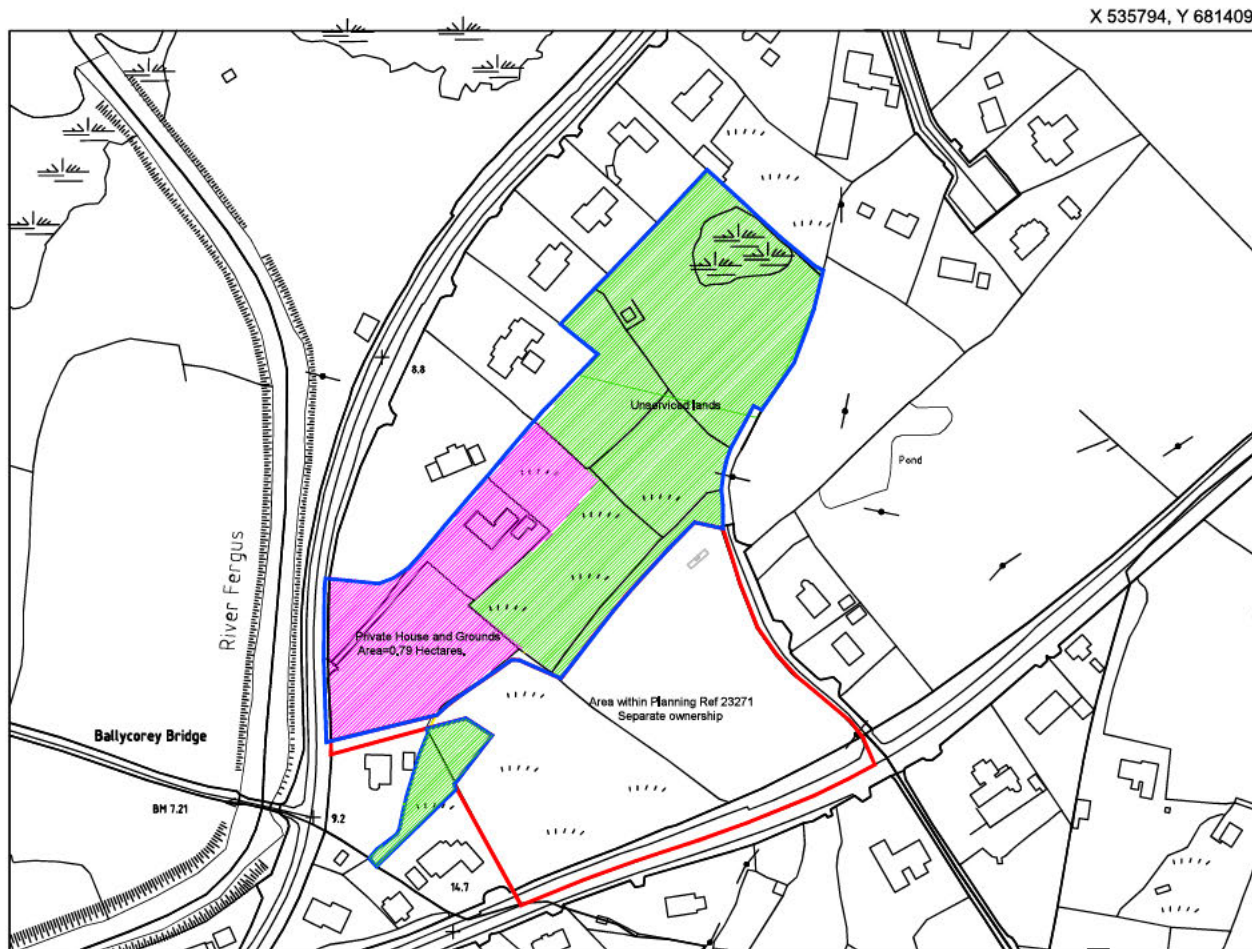 X 535794, Y 681409
8.8
Unserviced lands
Pond
River Fergus
Private House and Grounds
Area=0.79 Hectares.
Area within Planning Ref 23271
Separate ownership
Ballycorey Bridge
BM 7.21
9.2
14.7